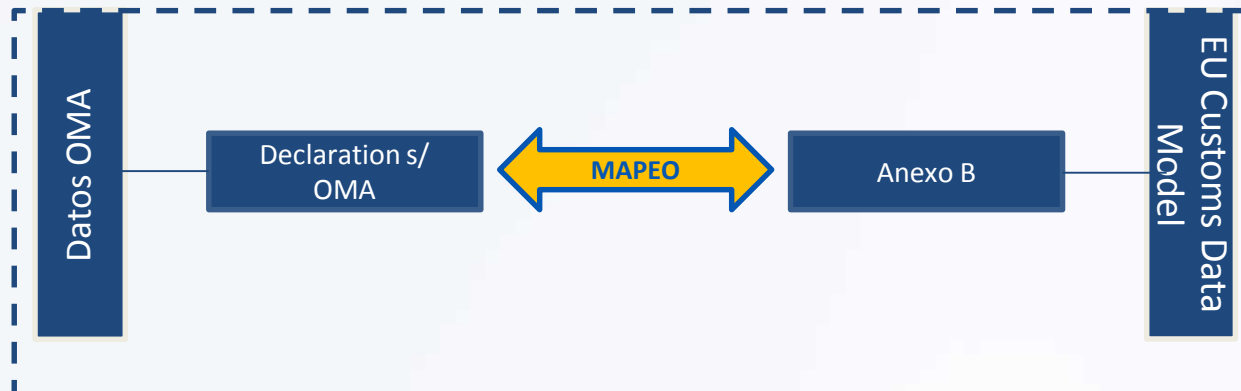 Datos OMA
Declaration s/
OMA
MAPEO
Anexo B
EU Customs Data
Model